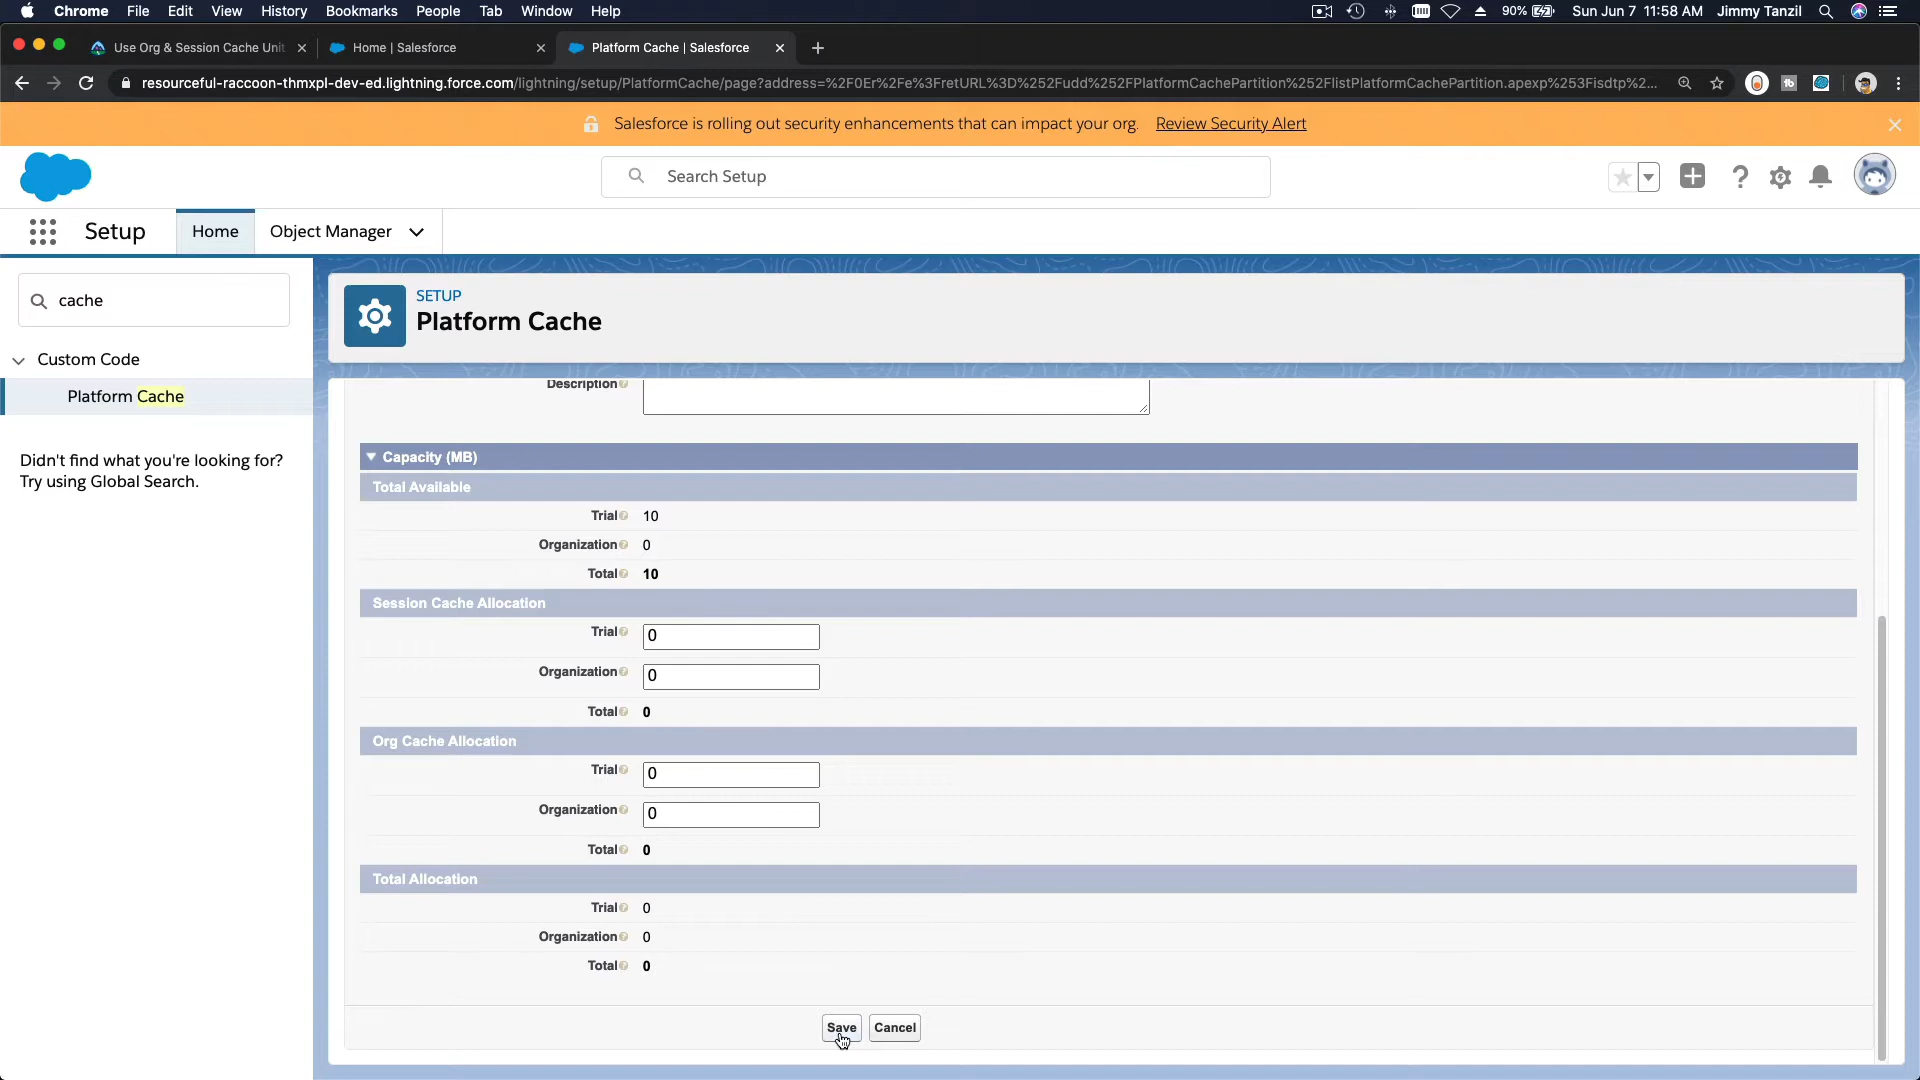 Chrome File Edit View History Bookmarks People Tab Window Help 90% Sun Jun 7 11:58 AM Jimmy Tanzil
Use Org & Session Cache Unit Home | Salesforce Platform Cache | Salesforce
resourceful-raccoon-thmxpl-dev-ed.lightning.force.com/lightning/setup/PlatformCache/page?address=%2F0Er%2Fe%3FretURL%3D%252Fudd%252FPlatformCachePartition%252FlistPlatformCachePartition.apexp%253Fisdtp%2...
Salesforce is rolling out security enhancements that can impact your org. Review Security Alert
Search Setup
Setup Home Object Manager
cache
Custom Code
Platform Cache
Didn't find what you're looking for?
Try using Global Search.
SETUP
Platform Cache
Description
Capacity (MB)
Total Available
Trial 10
Organization 0
Total 10
Session Cache Allocation
Trial 0
Organization 0
Total 0
Org Cache Allocation
Trial 0
Organization 0
Total 0
Total Allocation
Trial 0
Organization 0
Total 0
Save Cancel